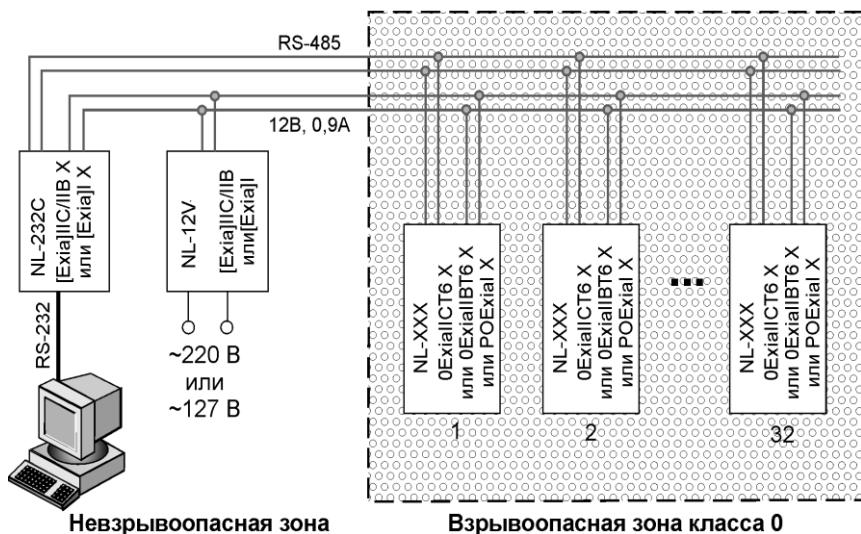 RS-485
12В, 0,9А
NL-232C
[Exia]IIC/IIB X
или [Exia]I X
NL-12V
[Exia]IIC/IIB
или[Exia]I
RS-232
~220 В
или
~127 В
NL-XXX
0ExiaIICT6 X
или 0ExiaIIBT6 X
или POExiaI X
1
NL-XXX
0ExiaIICT6 X
или 0ExiaIIBT6 X
или POExiaI X
2
...
NL-XXX
0ExiaIICT6 X
или 0ExiaIIBT6 X
или POExiaI X
32
Невзрывоопасная зона
Взрывоопасная зона класса 0